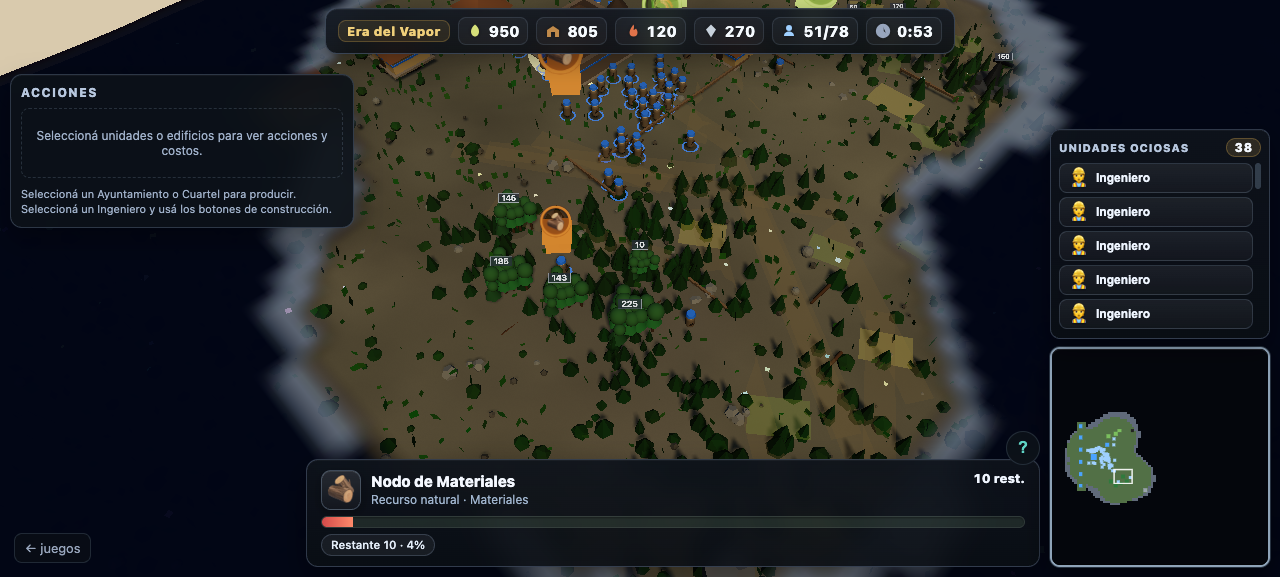 Era del Vapor
950
805
120
270
51/78
0:53
120
160
ACCIONES
Seleccioná unidades o edificios para ver acciones y
costos.
Seleccioná un Ayuntamiento o Cuartel para producir.
Seleccioná un Ingeniero y usá los botones de construcción.
UNIDADES OCIOSAS
38
Ingeniero
Ingeniero
Ingeniero
Ingeniero
Ingeniero
146
10
185
143
225
?
Nodo de Materiales
10 rest.
Recurso natural · Materiales
Restante 10 · 4%
← juegos